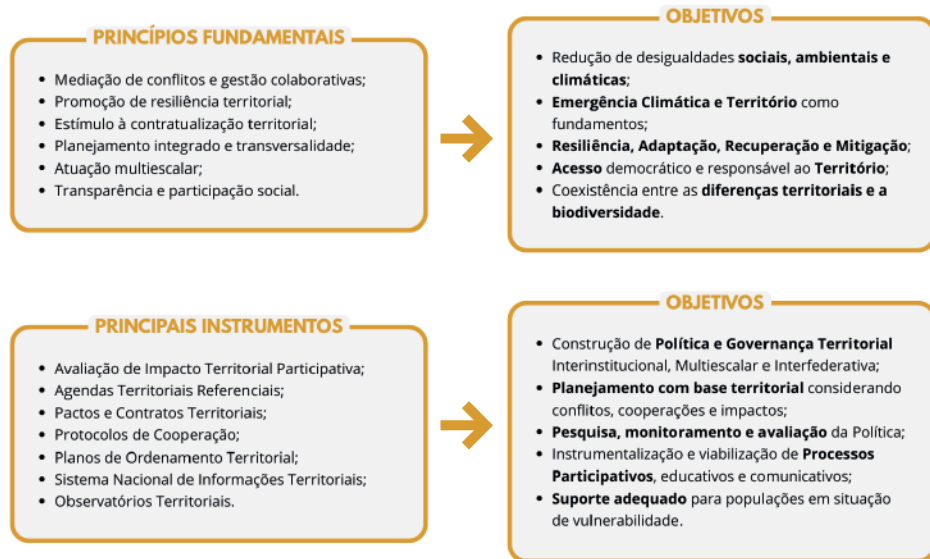 PRINCÍPIOS FUNDAMENTAIS
• Mediação de conflitos e gestão colaborativas;
• Promoção de resiliência territorial;
• Estímulo à contratualização territorial;
• Planejamento integrado e transversalidade;
• Atuação multiescalar;
• Transparência e participação social.
OBJETIVOS
• Redução de desigualdades sociais, ambientais e
climáticas;
• Emergência Climática e Território como
fundamentos;
• Resiliência, Adaptação, Recuperação e Mitigação;
• Acesso democrático e responsável ao Território;
• Coexistência entre as diferenças territoriais e a
biodiversidade.
PRINCIPAIS INSTRUMENTOS
• Avaliação de Impacto Territorial Participativa;
• Agendas Territoriais Referenciais;
• Pactos e Contratos Territoriais;
• Protocolos de Cooperação;
• Planos de Ordenamento Territorial;
• Sistema Nacional de Informações Territoriais;
• Observatórios Territoriais.
OBJETIVOS
• Construção de Política e Governança Territorial
Interinstitucional, Multiescalar e Interfederativa;
• Planejamento com base territorial considerando
conflitos, cooperações e impactos;
• Pesquisa, monitoramento e avaliação da Política;
• Instrumentalização e viabilização de Processos
Participativos, educativos e comunicativos;
• Suporte adequado para populações em situação
de vulnerabilidade.